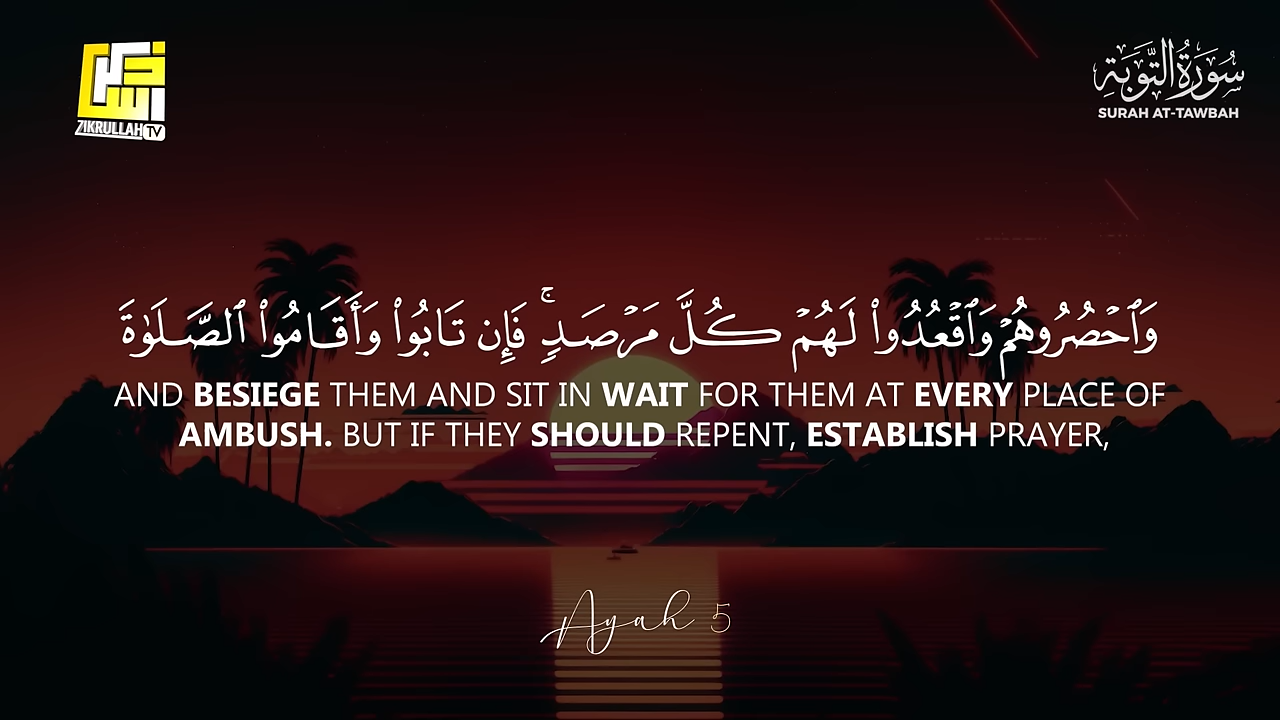 ذكر الله
ZIKRULLAH TV
سُورَةُ التَّوْبَةِ
SURAH AT-TAWBAH
وَٱحۡصُرُوهُمۡ وَٱقۡعُدُواْ لَهُمۡ كُلَّ مَرۡصَدٖۚ فَإِن تَابُواْ وَأَقَامُواْ ٱلصَّلَوٰةَ
AND BESIEGE THEM AND SIT IN WAIT FOR THEM AT EVERY PLACE OF
AMBUSH. BUT IF THEY SHOULD REPENT, ESTABLISH PRAYER,
Ayah 5